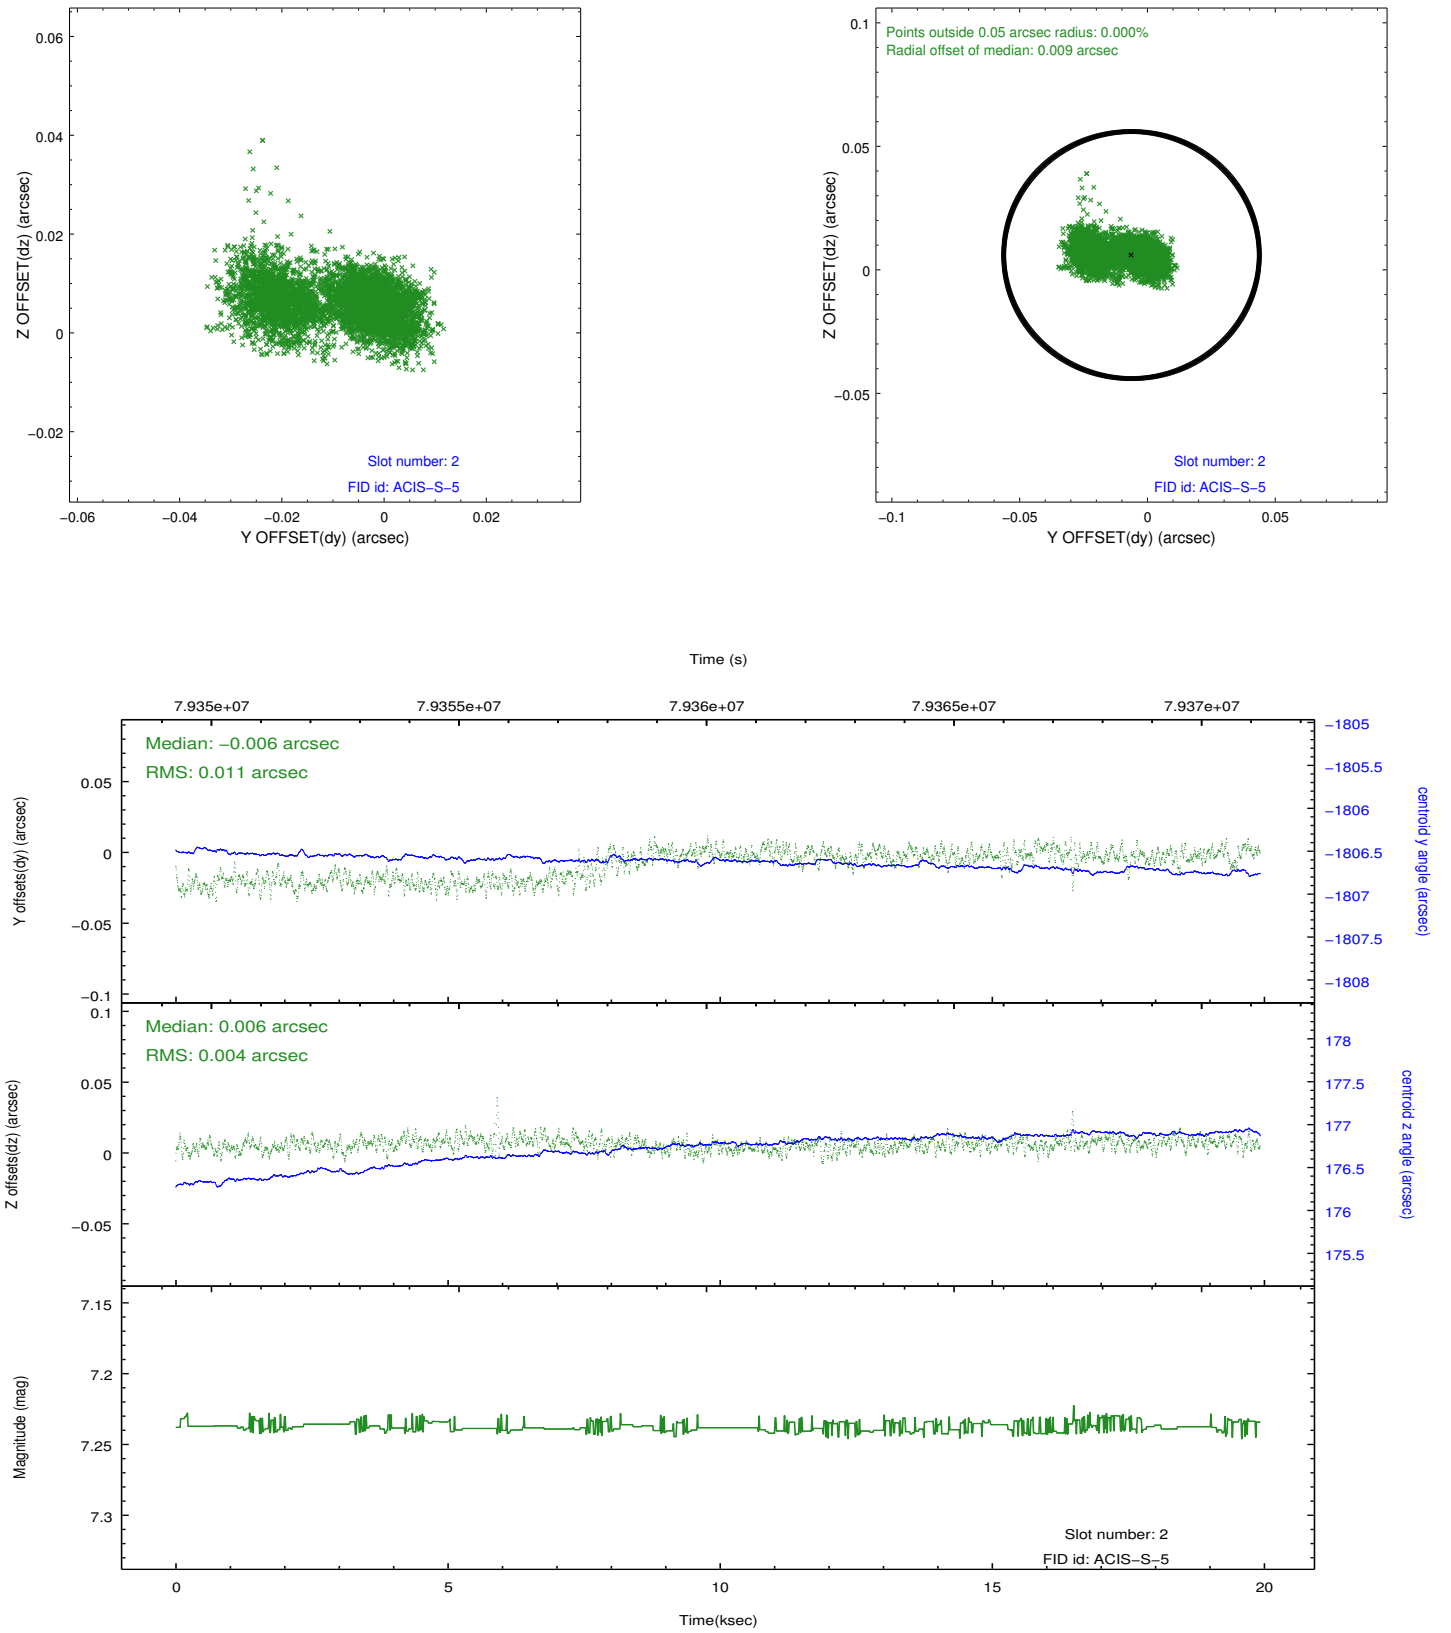 0.06
0.04
0.02
0
−0.02
Z OFFSET(dz) (arcsec)
Slot number: 2
FID id: ACIS−S−5
−0.06
−0.04
−0.02
0
0.02
Y OFFSET(dy) (arcsec)
Points outside 0.05 arcsec radius: 0.000%
Radial offset of median: 0.009 arcsec
0.1
0.05
0
−0.05
Z OFFSET(dz) (arcsec)
Slot number: 2
FID id: ACIS−S−5
−0.1
−0.05
0
0.05
Y OFFSET(dy) (arcsec)
Time (s)
7.935e+07
7.9355e+07
7.936e+07
7.9365e+07
7.937e+07
Median: −0.006 arcsec
RMS: 0.011 arcsec
0.05
0
−0.05
−0.1
Y offsets(dy) (arcsec)
−1805
−1805.5
−1806
−1806.5
−1807
−1807.5
−1808
centroid y angle (arcsec)
Median: 0.006 arcsec
RMS: 0.004 arcsec
0.1
0.05
0
−0.05
Z offsets(dz) (arcsec)
178
177.5
177
176.5
176
175.5
centroid z angle (arcsec)
7.15
7.2
7.25
7.3
Magnitude (mag)
Slot number: 2
FID id: ACIS−S−5
0
5
10
15
20
Time(ksec)